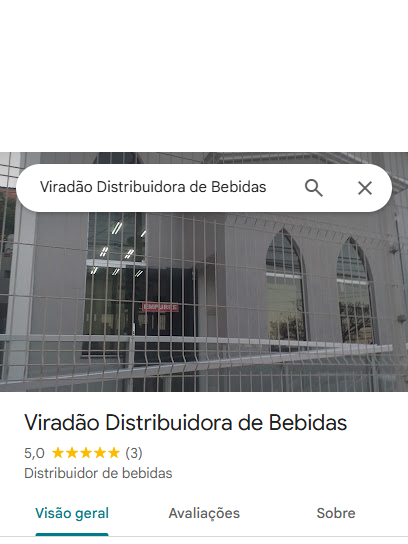 Viradão Distribuidora de Bebidas
EMPURRE
Viradão Distribuidora de Bebidas
5,0 ★★★★★ (3)
Distribuidor de bebidas
Visão geral Avaliações Sobre